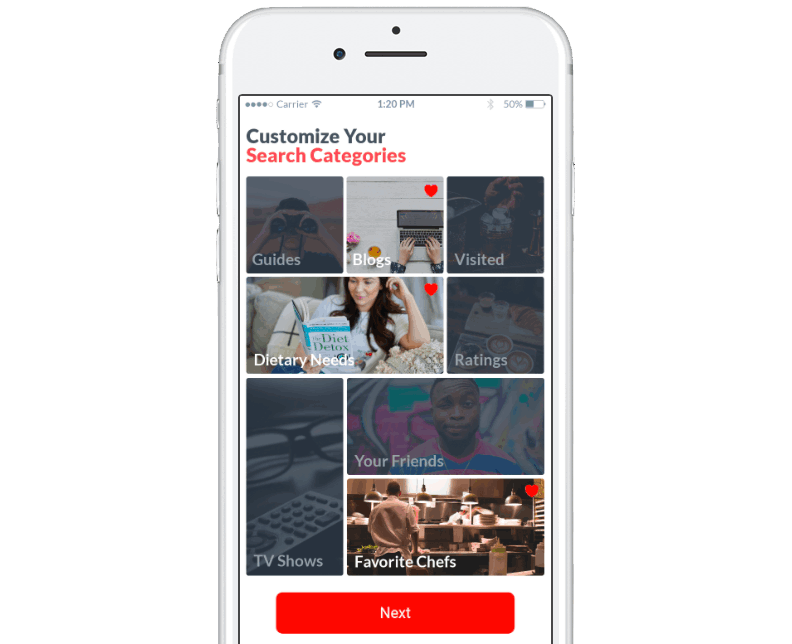 Carrier
1:20 PM
50%
Customize Your
Search Categories
Guides
Blogs
Visited
The Diet
Detox
Dietary Needs
Ratings
Your Friends
TV Shows
Favorite Chefs
Next